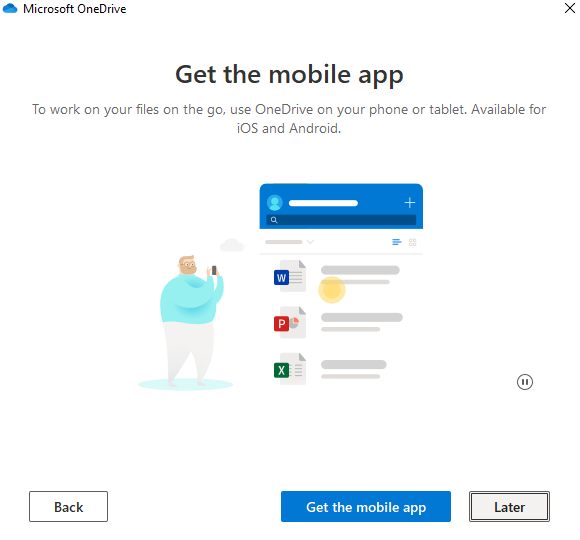 Microsoft OneDrive
Get the mobile app
To work on your files on the go, use OneDrive on your phone or tablet. Available for
iOS and Android.
W
P
X
Back
Get the mobile app
Later